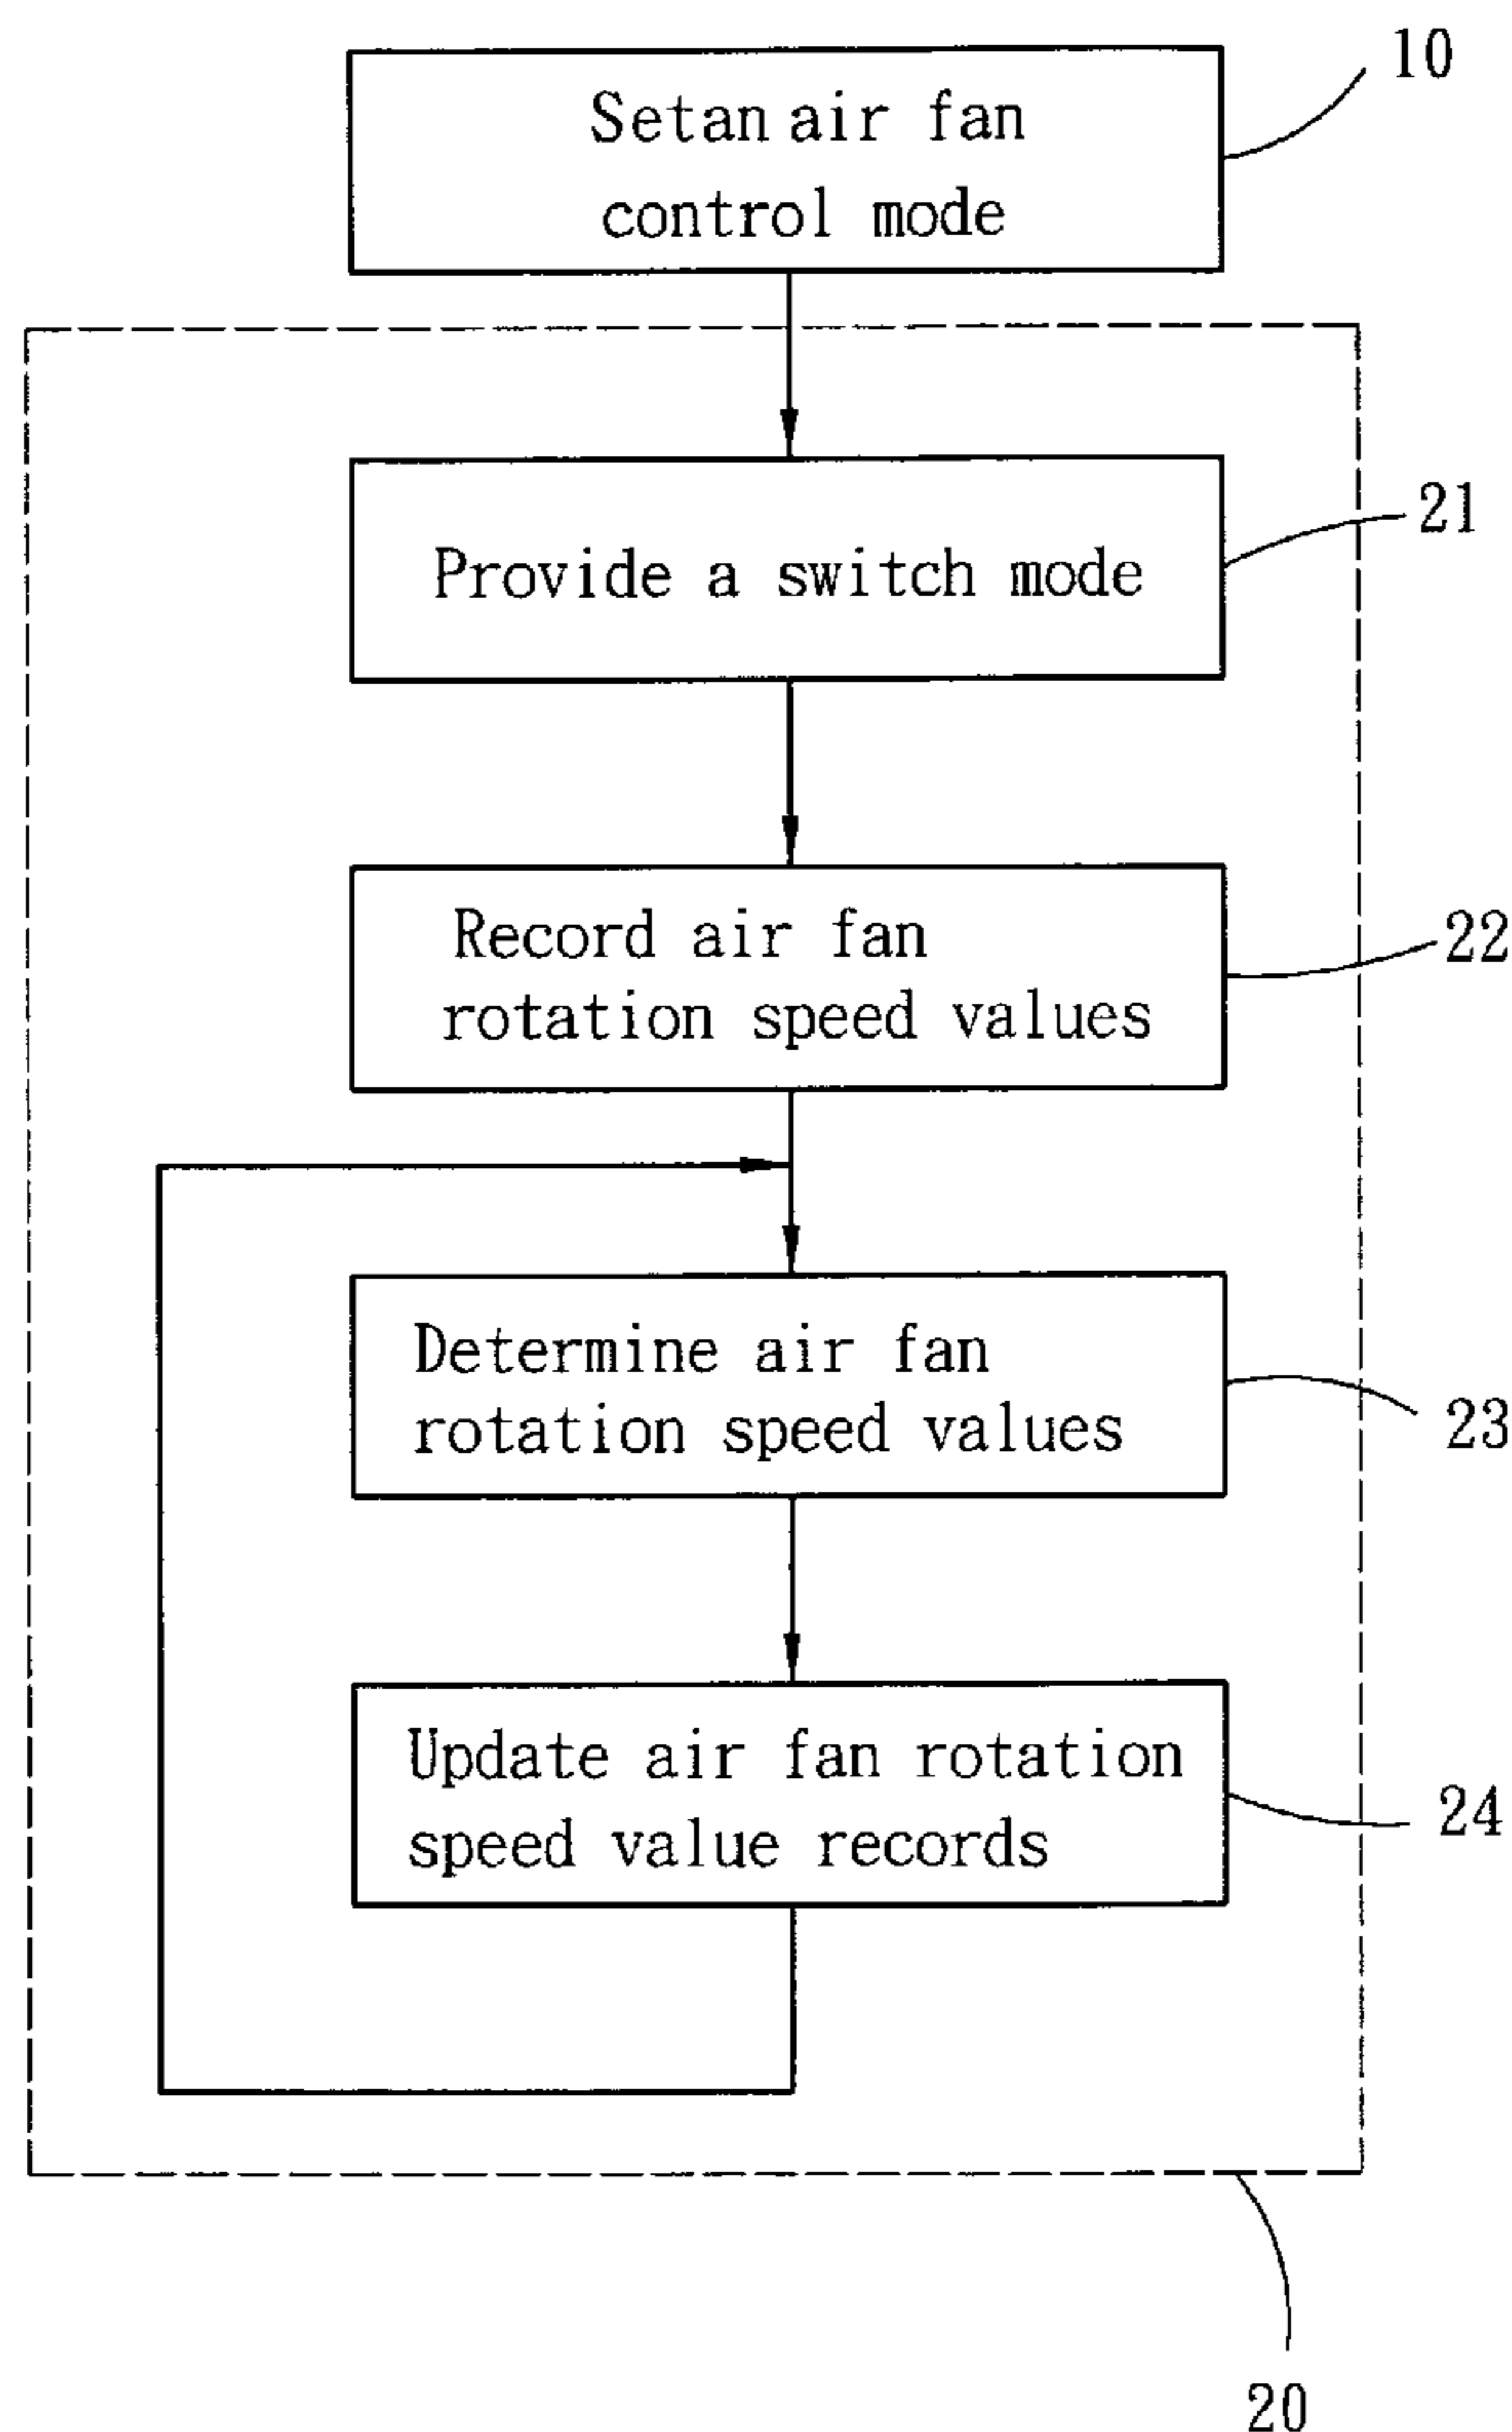 10
Setan air fan
control mode
21
Provide a switch mode
22
Record air fan
rotation speed values
23
Determine air fan
rotation speed values
24
Update air fan rotation
speed value records
20